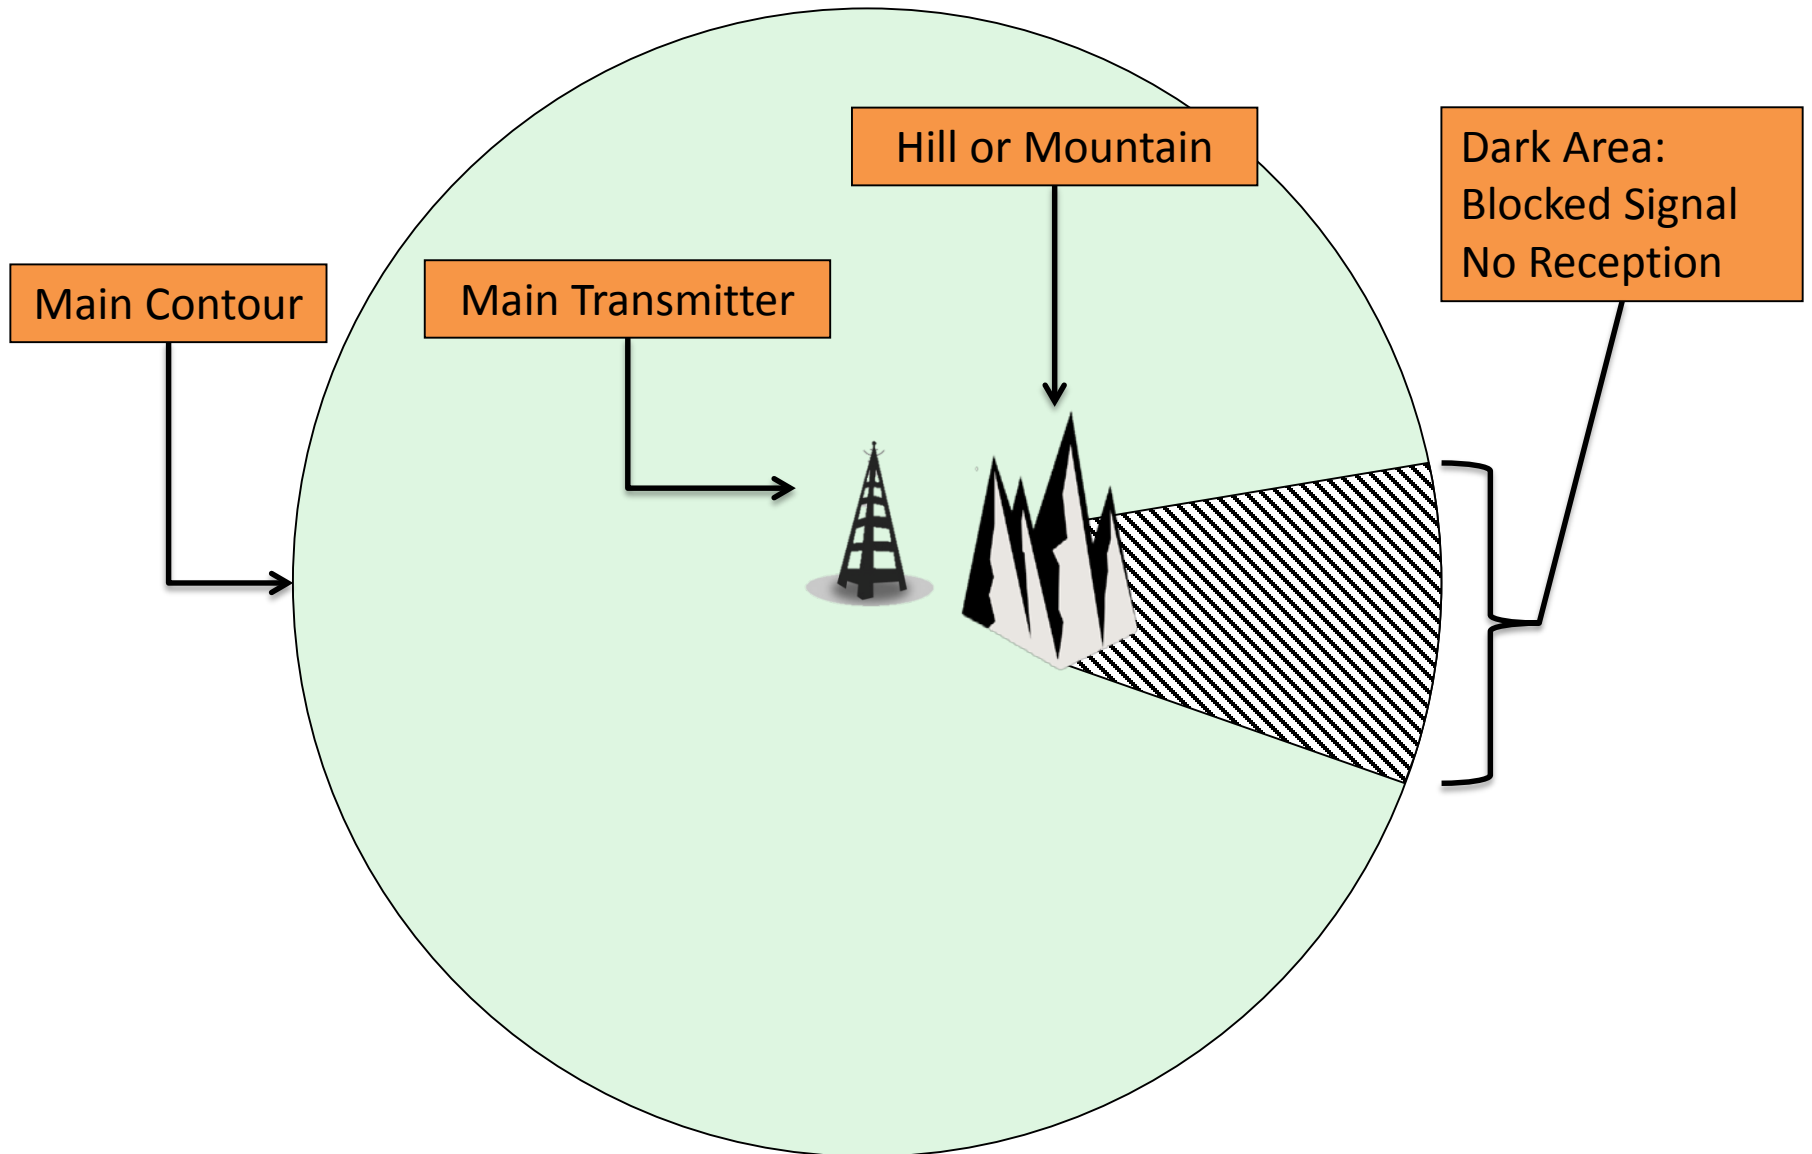 Hill or Mountain
Dark Area:
Blocked Signal
No Reception
Main Contour
Main Transmitter